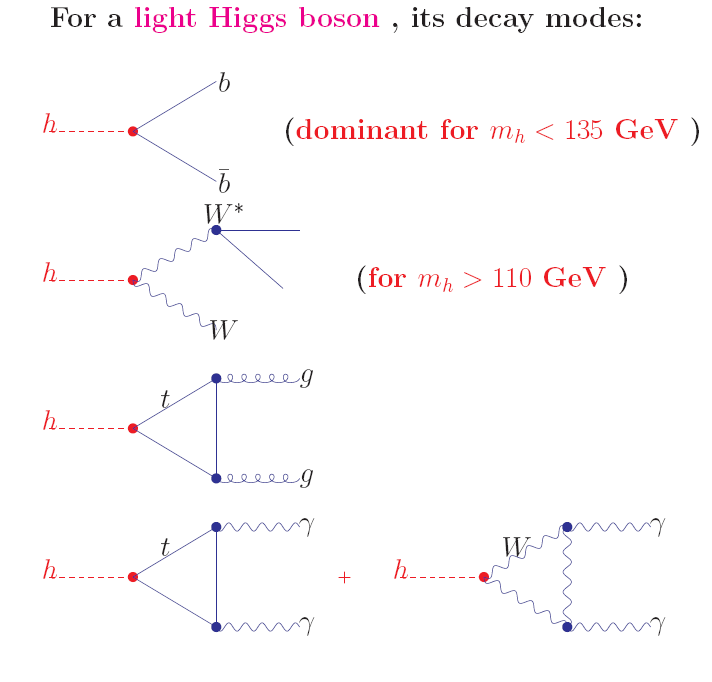 For a light Higgs boson , its decay modes:
b
h (dominant for m_h < 135 GeV )
b̄
W*
h (for m_h > 110 GeV )
W
g
t
h
g
γ γ
t W
h + h
γ γ